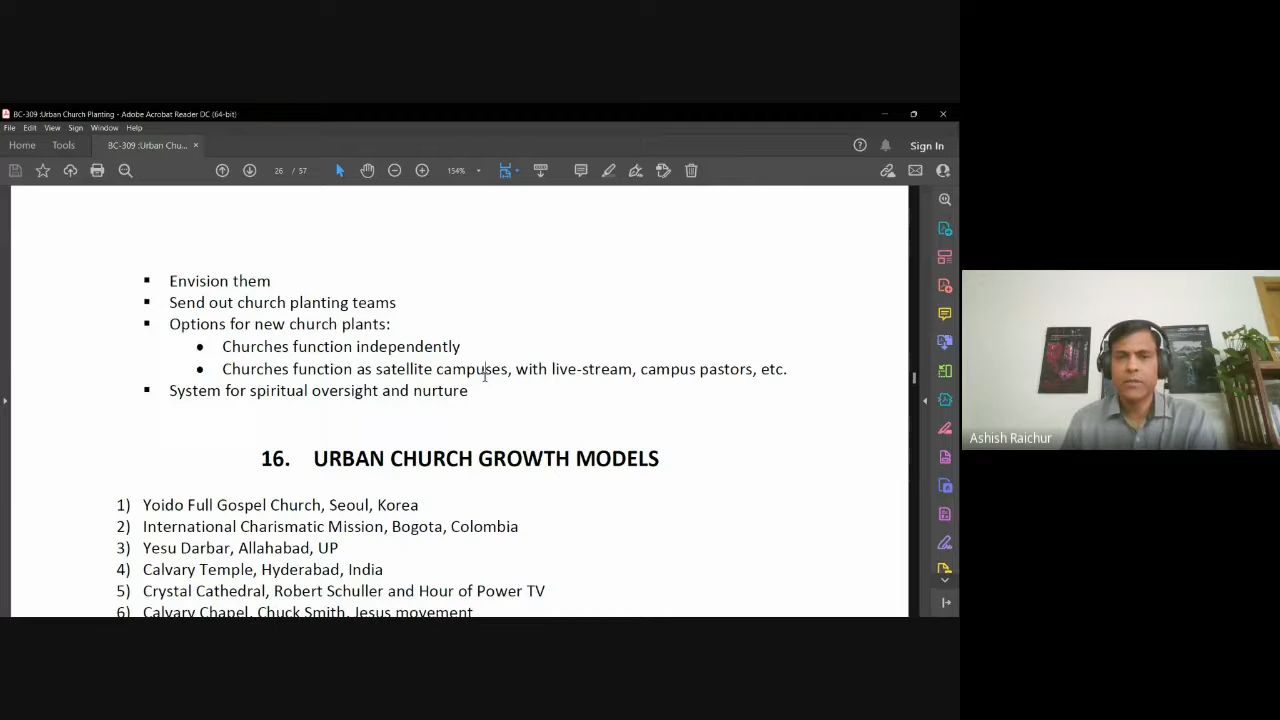 BC-309 :Urban Church Planting - Adobe Acrobat Reader DC (64-bit)
File Edit View Sign Window Help
Home Tools BC-309 :Urban Chu... × Sign In
26 / 57 154%
▪ Envision them
▪ Send out church planting teams
▪ Options for new church plants:
• Churches function independently
• Churches function as satellite campuses, with live-stream, campus pastors, etc.
▪ System for spiritual oversight and nurture
16. URBAN CHURCH GROWTH MODELS
1) Yoido Full Gospel Church, Seoul, Korea
2) International Charismatic Mission, Bogota, Colombia
3) Yesu Darbar, Allahabad, UP
4) Calvary Temple, Hyderabad, India
5) Crystal Cathedral, Robert Schuller and Hour of Power TV
6) Calvary Chapel, Chuck Smith, Jesus movement
Ashish Raichur